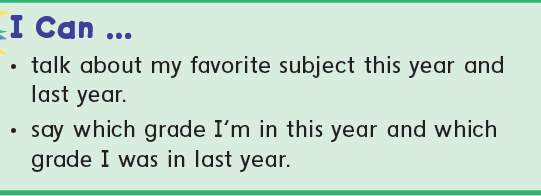 I Can ...
• talk about my favorite subject this year and
last year.
• say which grade I'm in this year and which
grade I was in last year.